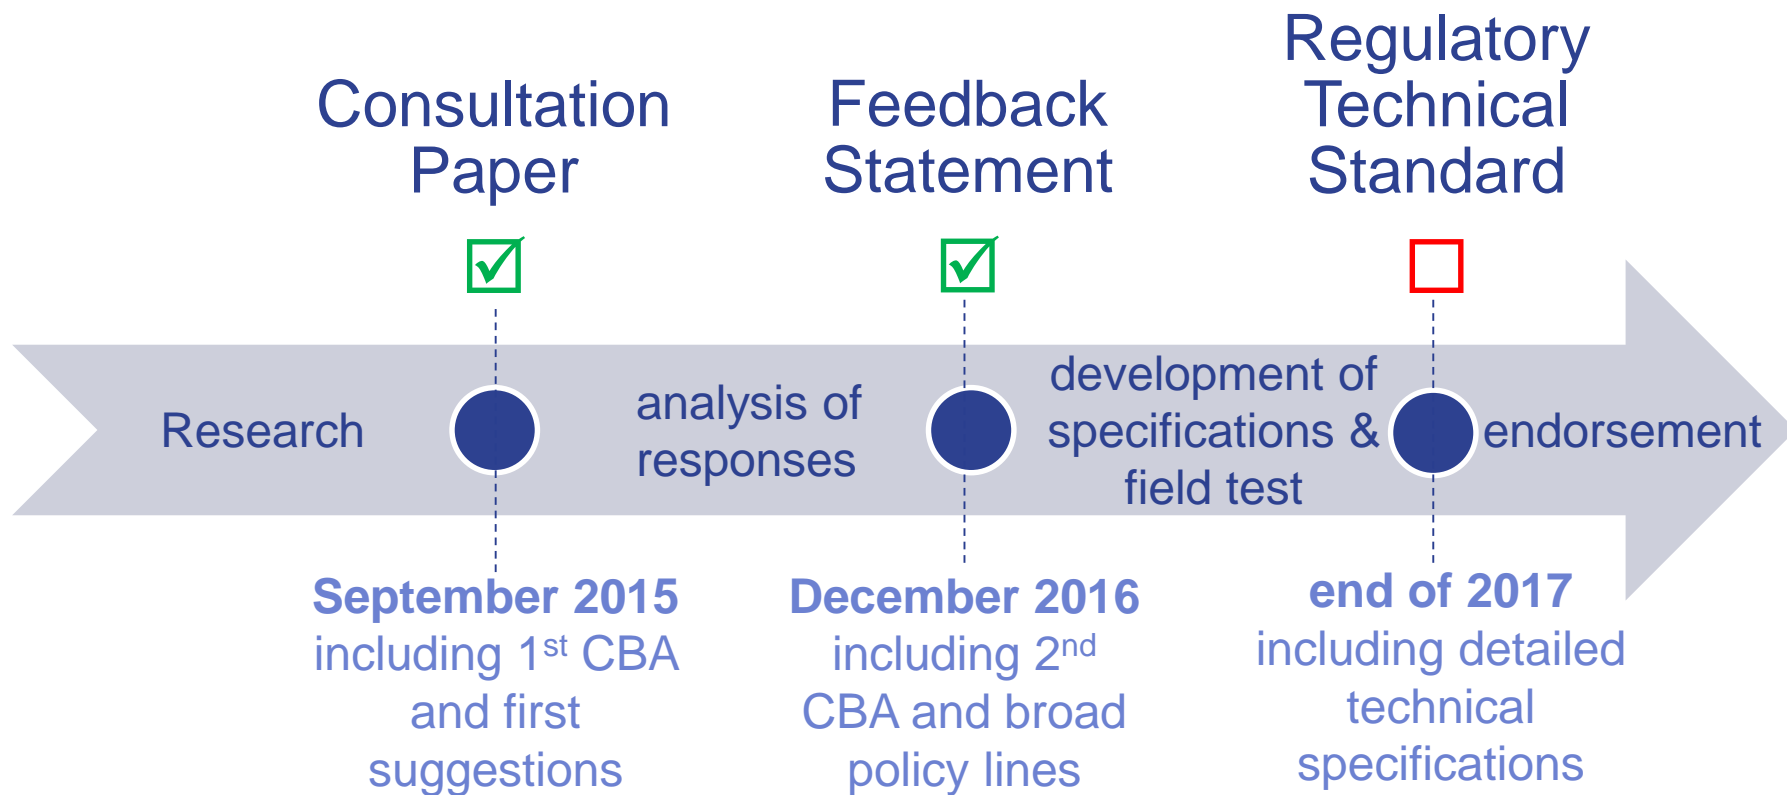 Consultation
Paper
Feedback
Statement
Regulatory
Technical
Standard
Research
analysis of
responses
development of
specifications &
field test
endorsement
September 2015
including 1st CBA
and first
suggestions
December 2016
including 2nd
CBA and broad
policy lines
end of 2017
including detailed
technical
specifications